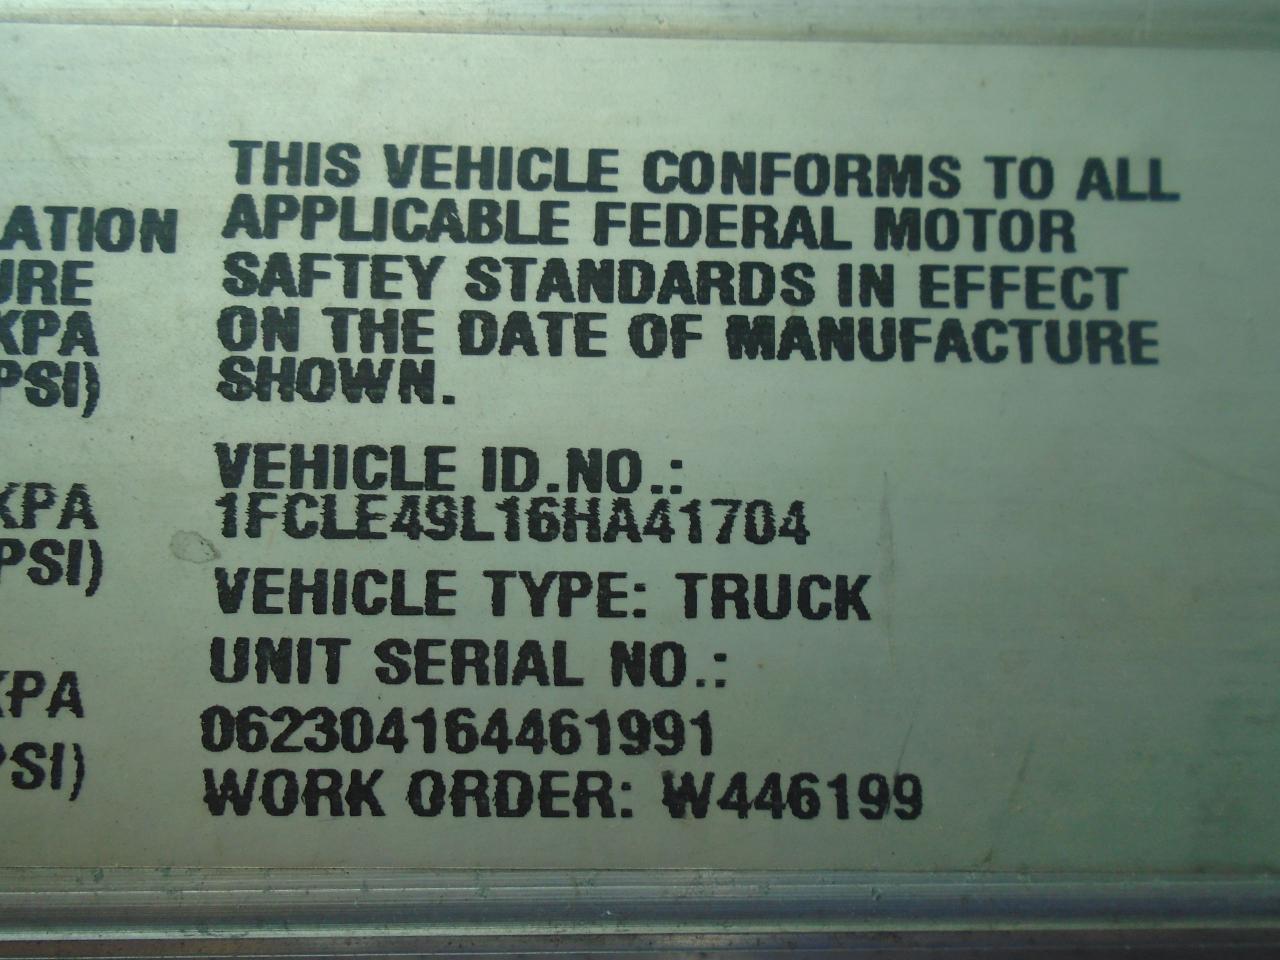 THIS VEHICLE CONFORMS TO ALL
APPLICABLE FEDERAL MOTOR
SAFTEY STANDARDS IN EFFECT
ON THE DATE OF MANUFACTURE
SHOWN.
VEHICLE ID.NO.:
1FCLE49L16HA41704
VEHICLE TYPE: TRUCK
UNIT SERIAL NO.:
062304164461991
WORK ORDER: W446199
ATION
URE
KPA
PSI)
KPA
PSI)
KPA
PSI)